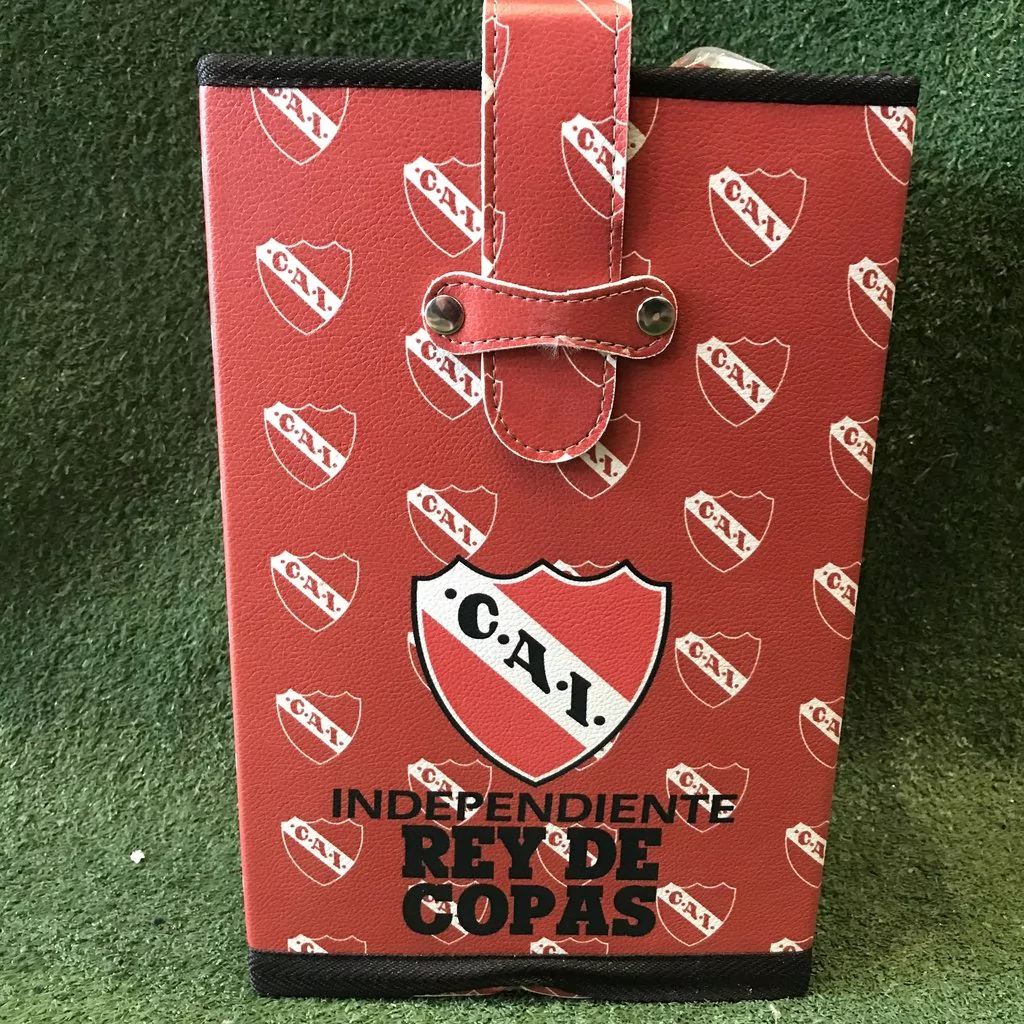 ·C.A.I.
INDEPENDIENTE
REY DE
COPAS